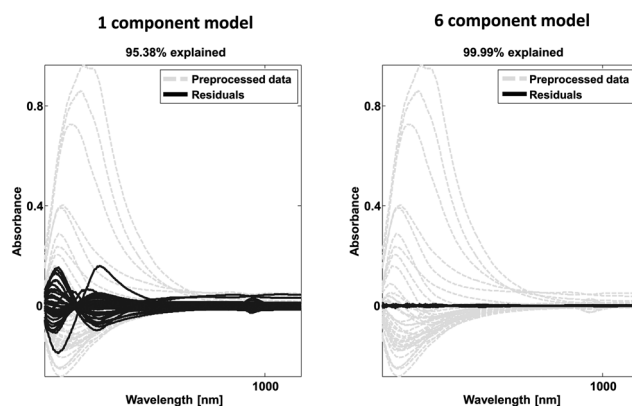 1 component model
95.38% explained
Preprocessed data
Residuals
0.8
0.4
0
Absorbance
1000
Wavelength [nm]
6 component model
99.99% explained
Preprocessed data
Residuals
0.8
0.4
0
Absorbance
1000
Wavelength [nm]